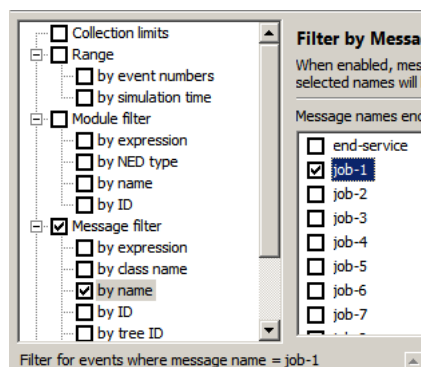 Collection limits
Range
by event numbers
by simulation time
Module filter
by expression
by NED type
by name
by ID
Message filter
by expression
by class name
by name
by ID
by tree ID
Filter by Messa
When enabled, mes
selected names will
Message names enc
end-service
job-1
job-2
job-3
job-4
job-5
job-6
job-7
Filter for events where message name = job-1